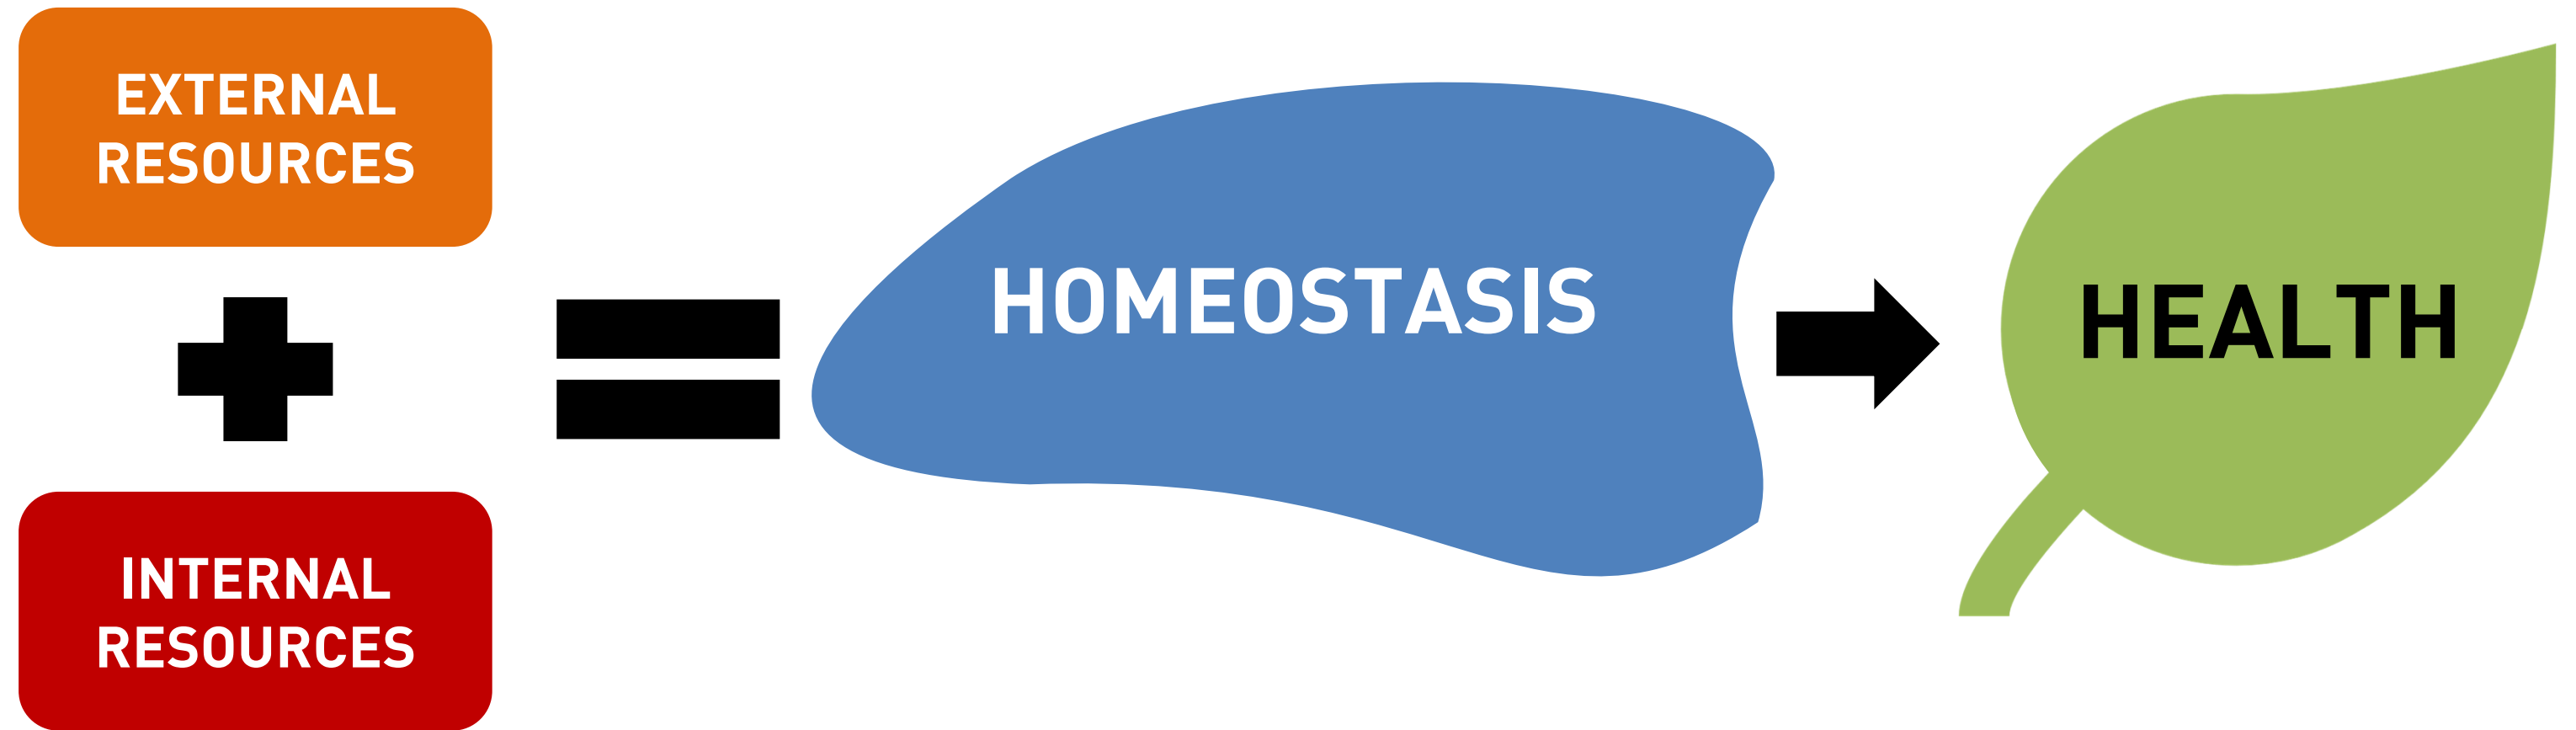 EXTERNAL
RESOURCES
INTERNAL
RESOURCES
HOMEOSTASIS
HEALTH